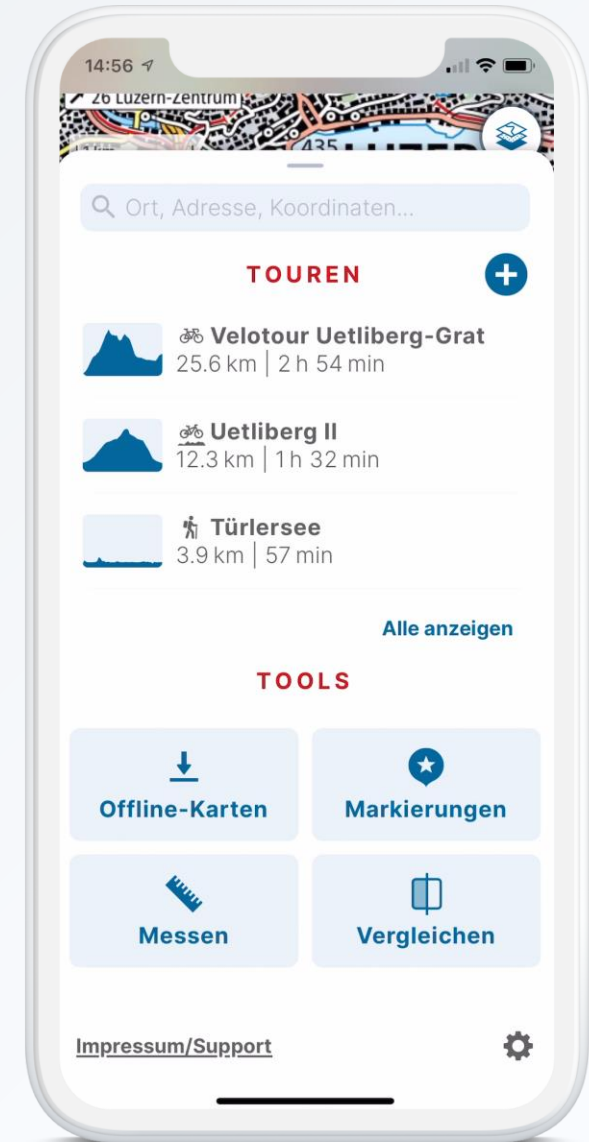 14:56
26 Luzern-Zentrum
435
LUZER
Ort, Adresse, Koordinaten...
TOUREN
Velotour Uetliberg-Grat
25.6 km | 2 h 54 min
Uetliberg II
12.3 km | 1 h 32 min
Türlersee
3.9 km | 57 min
Alle anzeigen
TOOLS
Offline-Karten
Markierungen
Messen
Vergleichen
Impressum/Support